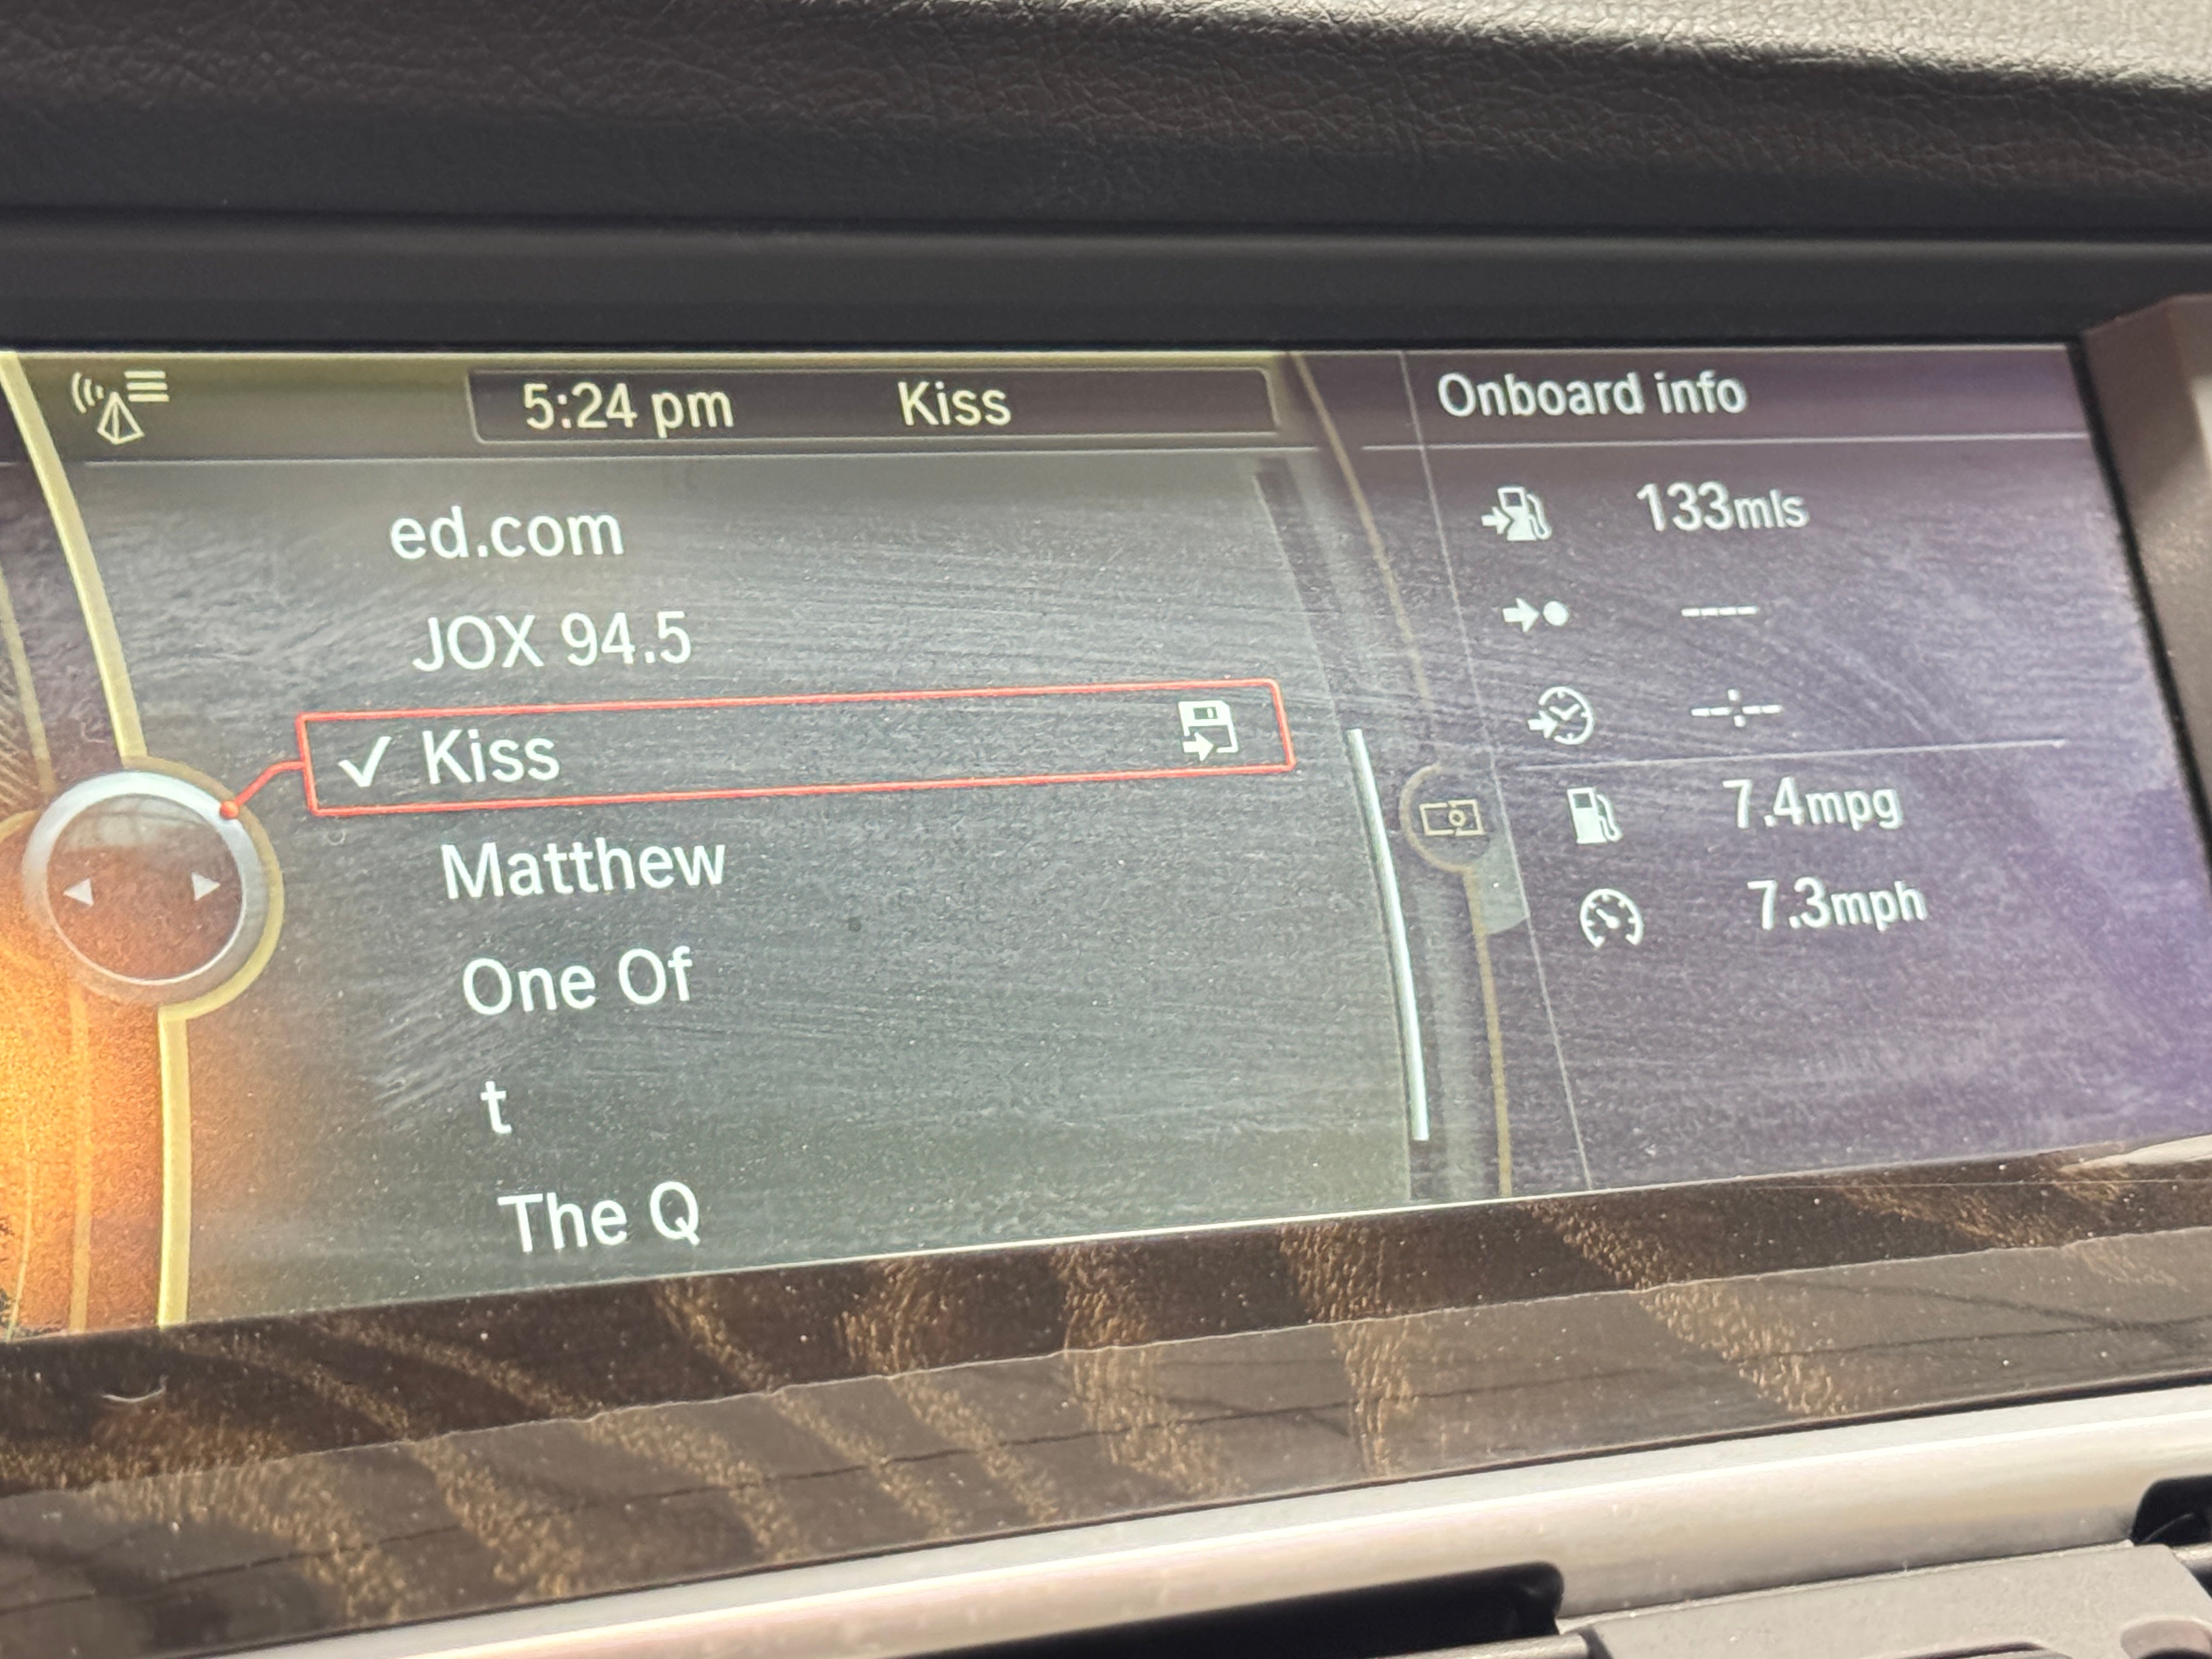 5:24 pm Kiss
ed.com
JOX 94.5
Kiss
Matthew
One Of
t
The Q
Onboard info
133mls
----
--:--
7.4mpg
7.3mph